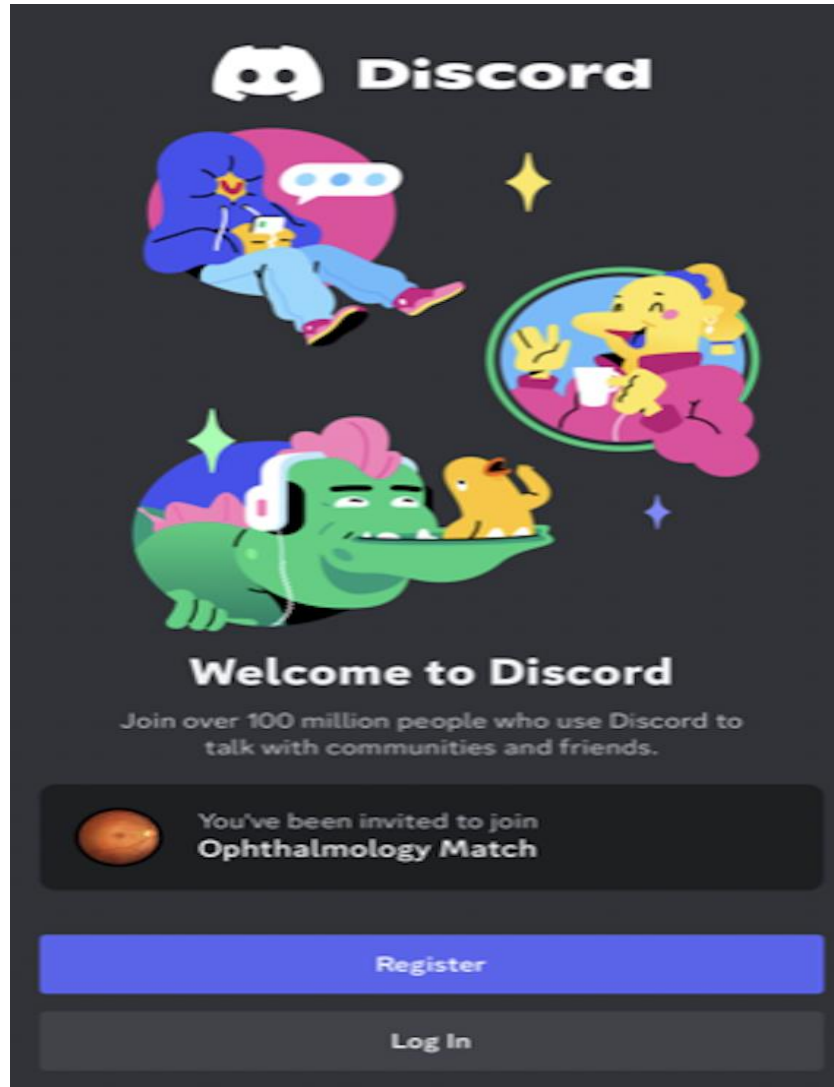 Discord
Welcome to Discord
Join over 100 million people who use Discord to
talk with communities and friends.
You've been invited to join
Ophthalmology Match
Register
Log In